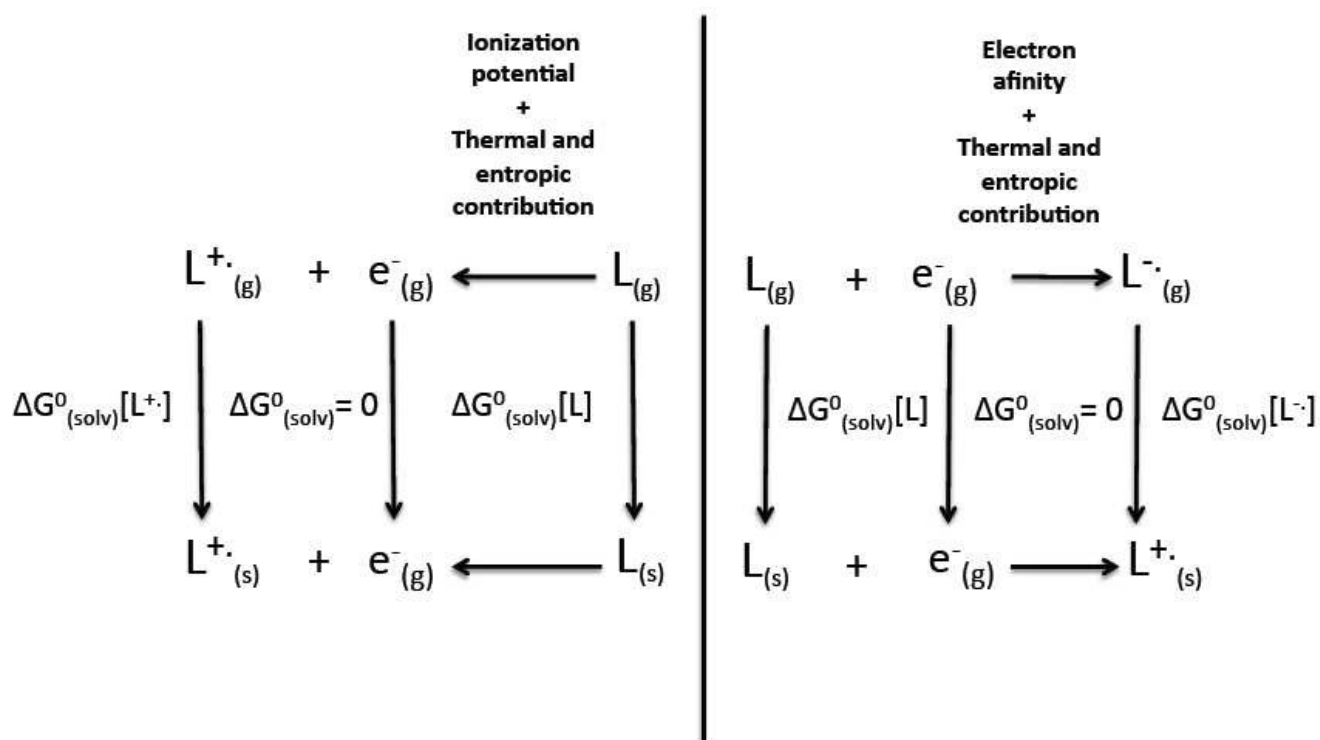 Ionization
potential
+
Thermal and
entropic
contribution
L⁺·(g) + e⁻(g) L(g)
ΔG⁰(solv)[L⁺·] ΔG⁰(solv)= 0 ΔG⁰(solv)[L]
L⁺·(s) + e⁻(g) L(s)
Electron
afinity
+
Thermal and
entropic
contribution
L(g) + e⁻(g) L⁻·(g)
ΔG⁰(solv)[L] ΔG⁰(solv)= 0 ΔG⁰(solv)[L⁻·]
L(s) + e⁻(g) L⁺·(s)